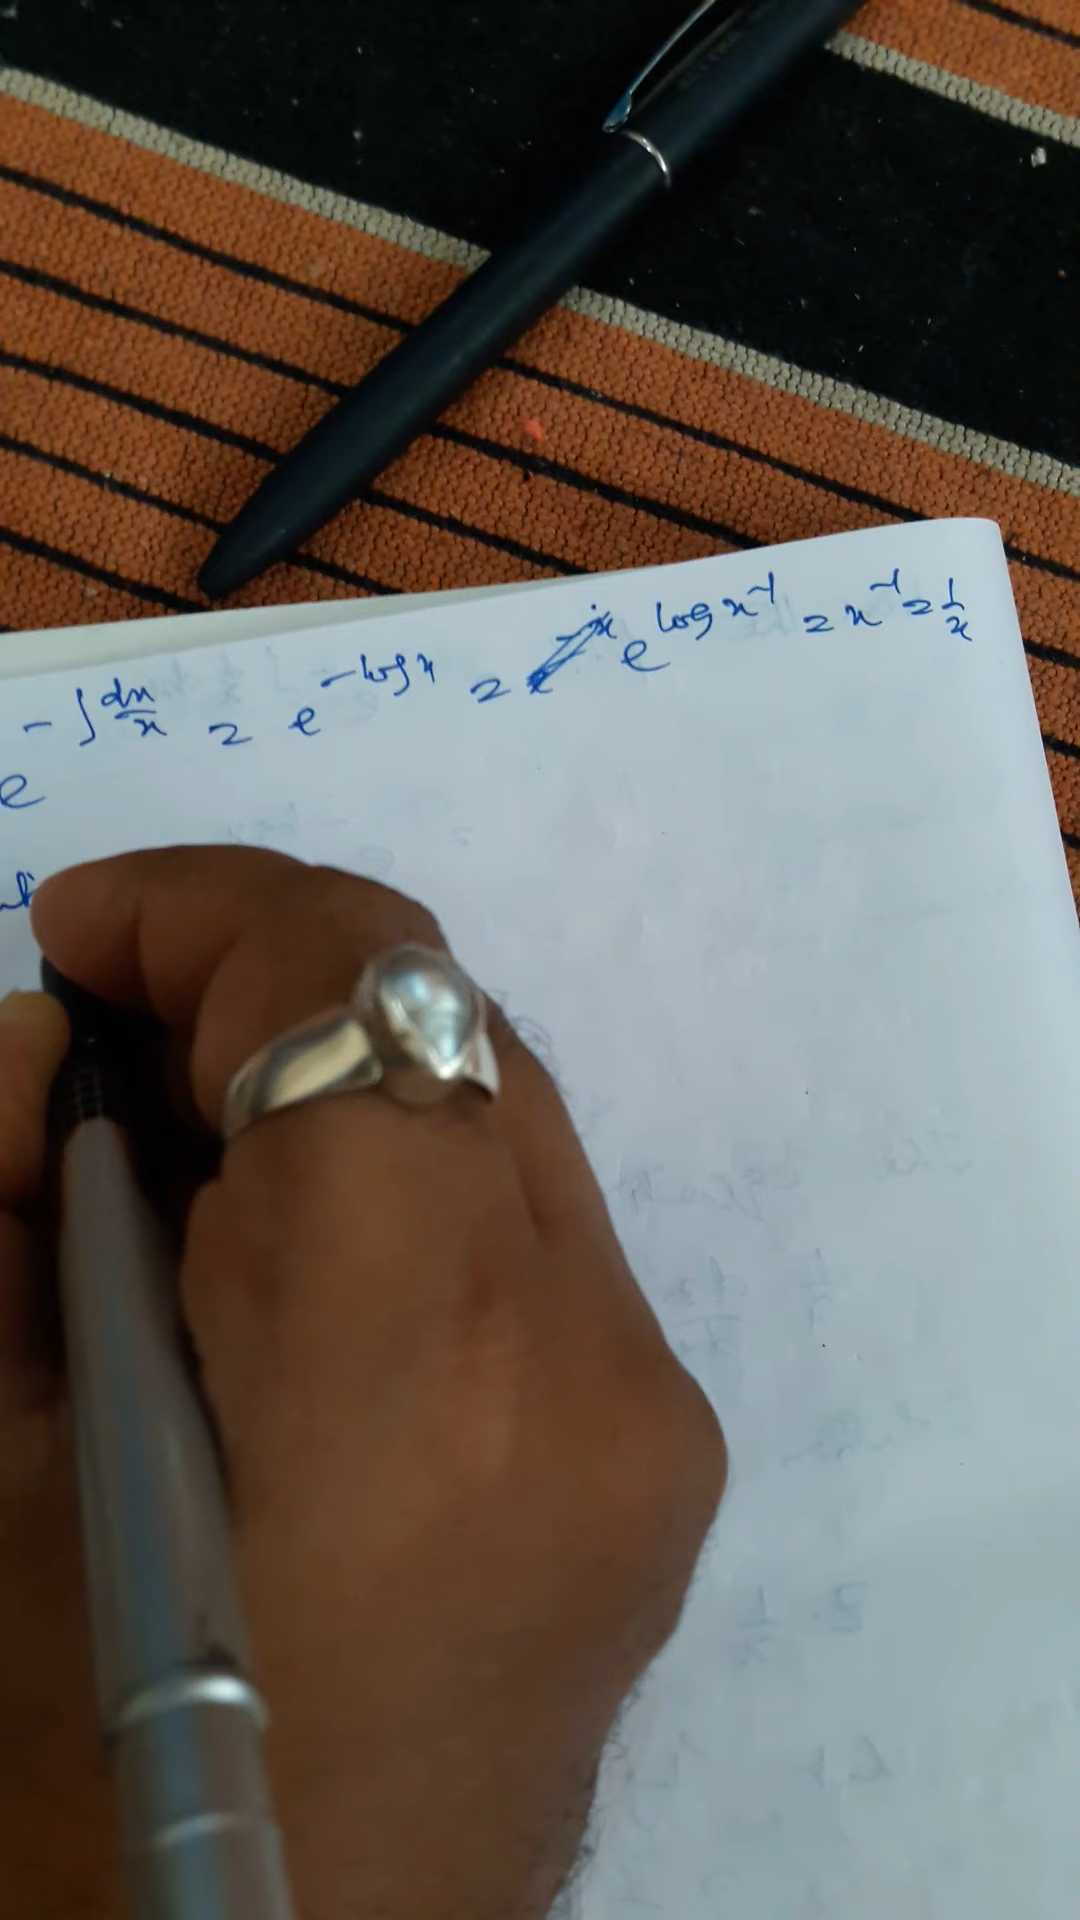 e^{-∫ dx/x} = e^{-log x} = e^{log x^{-1}} = x^{-1} = 1/x